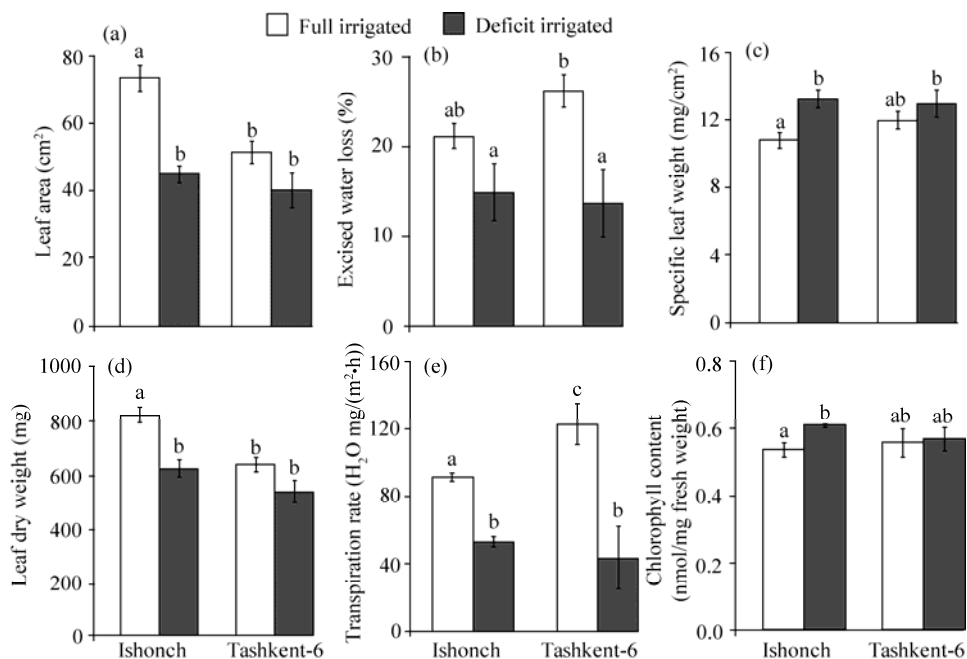 Full irrigated Deficit irrigated
(a)
Leaf area (cm²)
80
60
40
20
0
a
b
b
b
(b)
Excised water loss (%)
30
20
10
0
ab
a
b
a
(c)
Specific leaf weight (mg/cm²)
16
12
8
4
0
a
b
ab
b
(d)
Leaf dry weight (mg)
1000
800
600
400
200
0
a
b
b
b
Ishonch Tashkent-6
(e)
Transpiration rate (H₂O mg/(m²•h))
160
120
80
40
0
a
b
c
b
Ishonch Tashkent-6
(f)
Chlorophyll content
(nmol/mg fresh weight)
0.8
0.6
0.4
0.2
0.0
a
b
ab
ab
Ishonch Tashkent-6